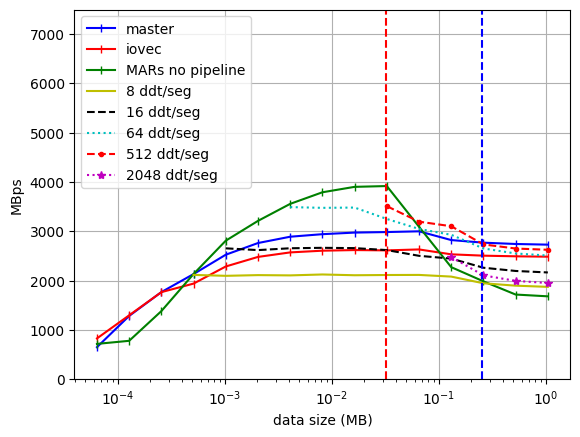 7000
6000
5000
4000
3000
2000
1000
0
MBps
master
iovec
MARs no pipeline
8 ddt/seg
16 ddt/seg
64 ddt/seg
512 ddt/seg
2048 ddt/seg
10⁻⁴
10⁻³
10⁻²
10⁻¹
10⁰
data size (MB)